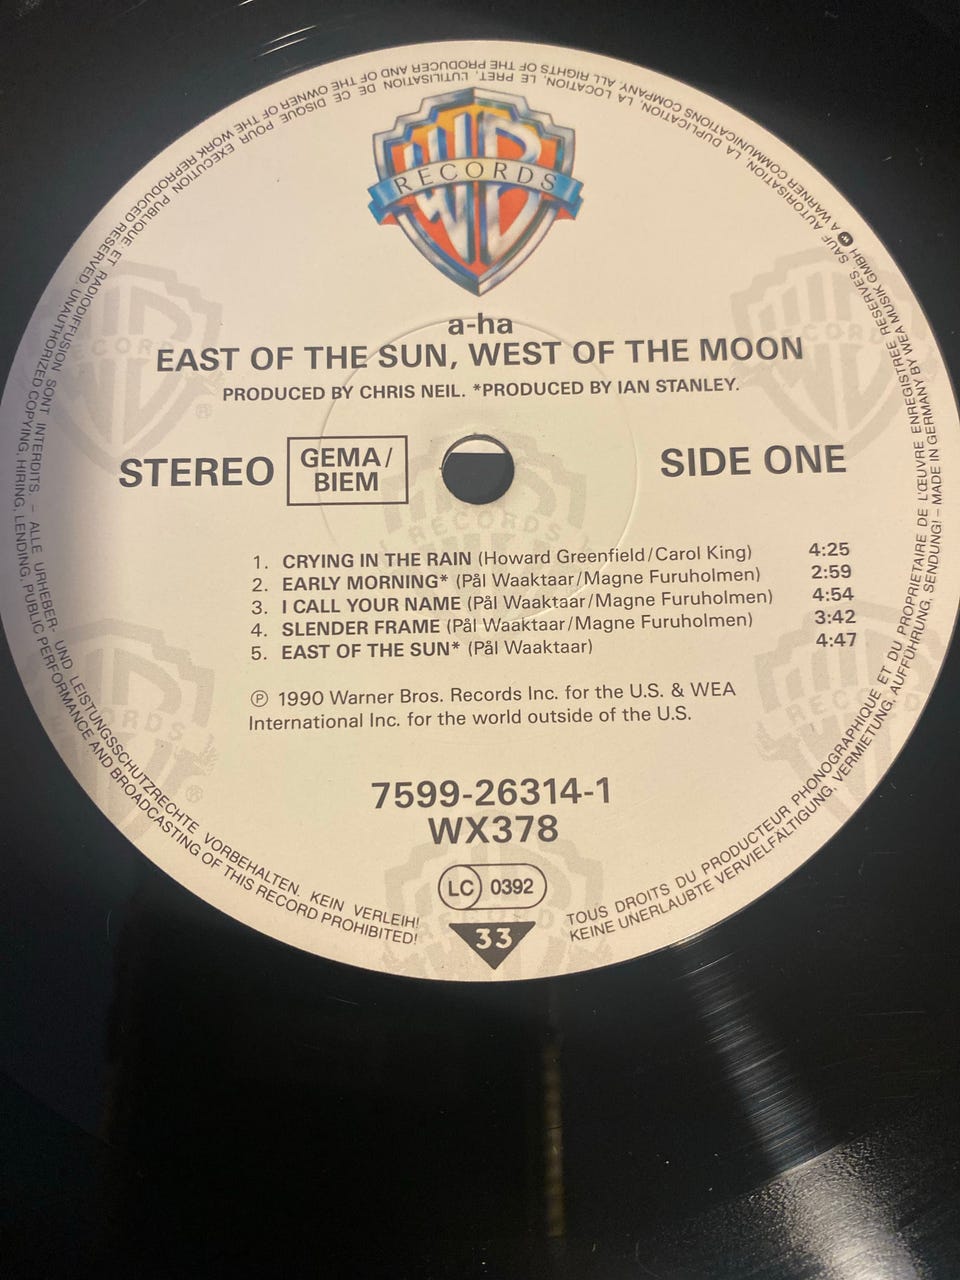 WB
RECORDS
a-ha
EAST OF THE SUN, WEST OF THE MOON
PRODUCED BY CHRIS NEIL. *PRODUCED BY IAN STANLEY.
STEREO
GEMA/
BIEM
SIDE ONE
1. CRYING IN THE RAIN (Howard Greenfield/Carol King) 4:25
2. EARLY MORNING* (Pål Waaktaar/Magne Furuholmen) 2:59
3. I CALL YOUR NAME (Pål Waaktaar/Magne Furuholmen) 4:54
4. SLENDER FRAME (Pål Waaktaar/Magne Furuholmen) 3:42
5. EAST OF THE SUN* (Pål Waaktaar) 4:47
℗ 1990 Warner Bros. Records Inc. for the U.S. & WEA
International Inc. for the world outside of the U.S.
7599-26314-1
WX378
LC 0392
33
TOUS DROITS DU PRODUCTEUR PHONOGRAPHIQUE ET DU PROPRIETAIRE DE L'ŒUVRE ENREGISTREE RESERVES. SAUF AUTORISATION, LA DUPLICATION, LA LOCATION, LE PRET, L'UTILISATION DE CE DISQUE POUR EXECUTION PUBLIQUE ET RADIODIFFUSION SONT INTERDITS. – ALLE URHEBER- UND LEISTUNGSSCHUTZRECHTE VORBEHALTEN. KEIN VERLEIH!
KEINE UNERLAUBTE VERVIELFÄLTIGUNG, VERMIETUNG, AUFFÜHRUNG, SENDUNG! – MADE IN GERMANY BY WEA MUSIK GMBH A WARNER COMMUNICATIONS COMPANY. ALL RIGHTS OF THE PRODUCER AND OF THE OWNER OF THE WORK REPRODUCED RESERVED. UNAUTHORIZED COPYING, HIRING, LENDING, PUBLIC PERFORMANCE AND BROADCASTING OF THIS RECORD PROHIBITED!